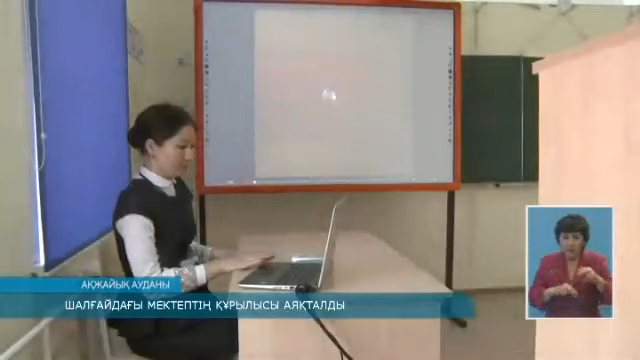 АҚЖАЙЫҚ АУДАНЫ
ШАЛҒАЙДАҒЫ МЕКТЕПТІҢ ҚҰРЫЛЫСЫ АЯҚТАЛДЫ